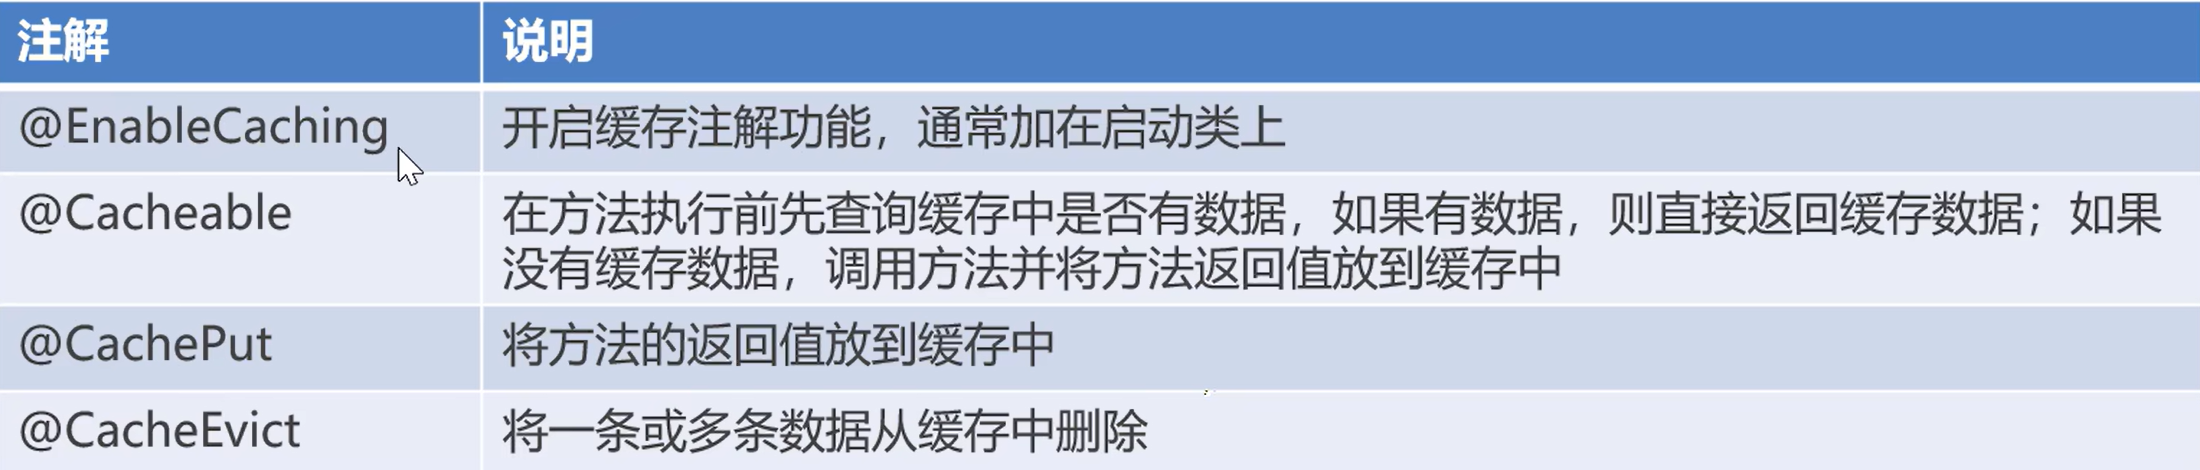 注解
说明
@EnableCaching
开启缓存注解功能，通常加在启动类上
@Cacheable
在方法执行前先查询缓存中是否有数据，如果有数据，则直接返回缓存数据；如果
没有缓存数据，调用方法并将方法返回值放到缓存中
@CachePut
将方法的返回值放到缓存中
@CacheEvict
将一条或多条数据从缓存中删除